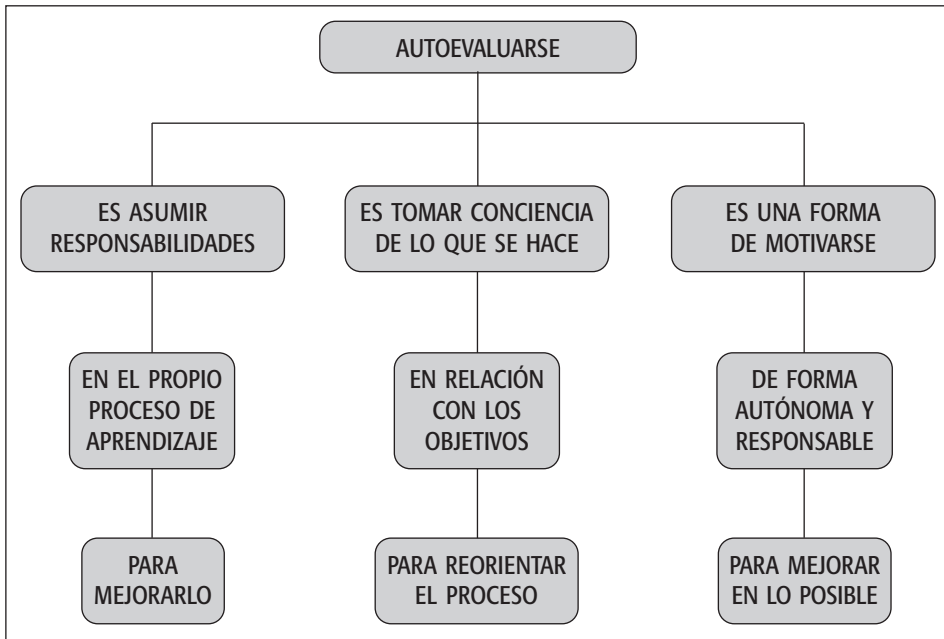 AUTOEVALUARSE
ES ASUMIR
RESPONSABILIDADES
ES TOMAR CONCIENCIA
DE LO QUE SE HACE
ES UNA FORMA
DE MOTIVARSE
EN EL PROPIO
PROCESO DE
APRENDIZAJE
EN RELACIÓN
CON LOS
OBJETIVOS
DE FORMA
AUTÓNOMA Y
RESPONSABLE
PARA
MEJORARLO
PARA REORIENTAR
EL PROCESO
PARA MEJORAR
EN LO POSIBLE